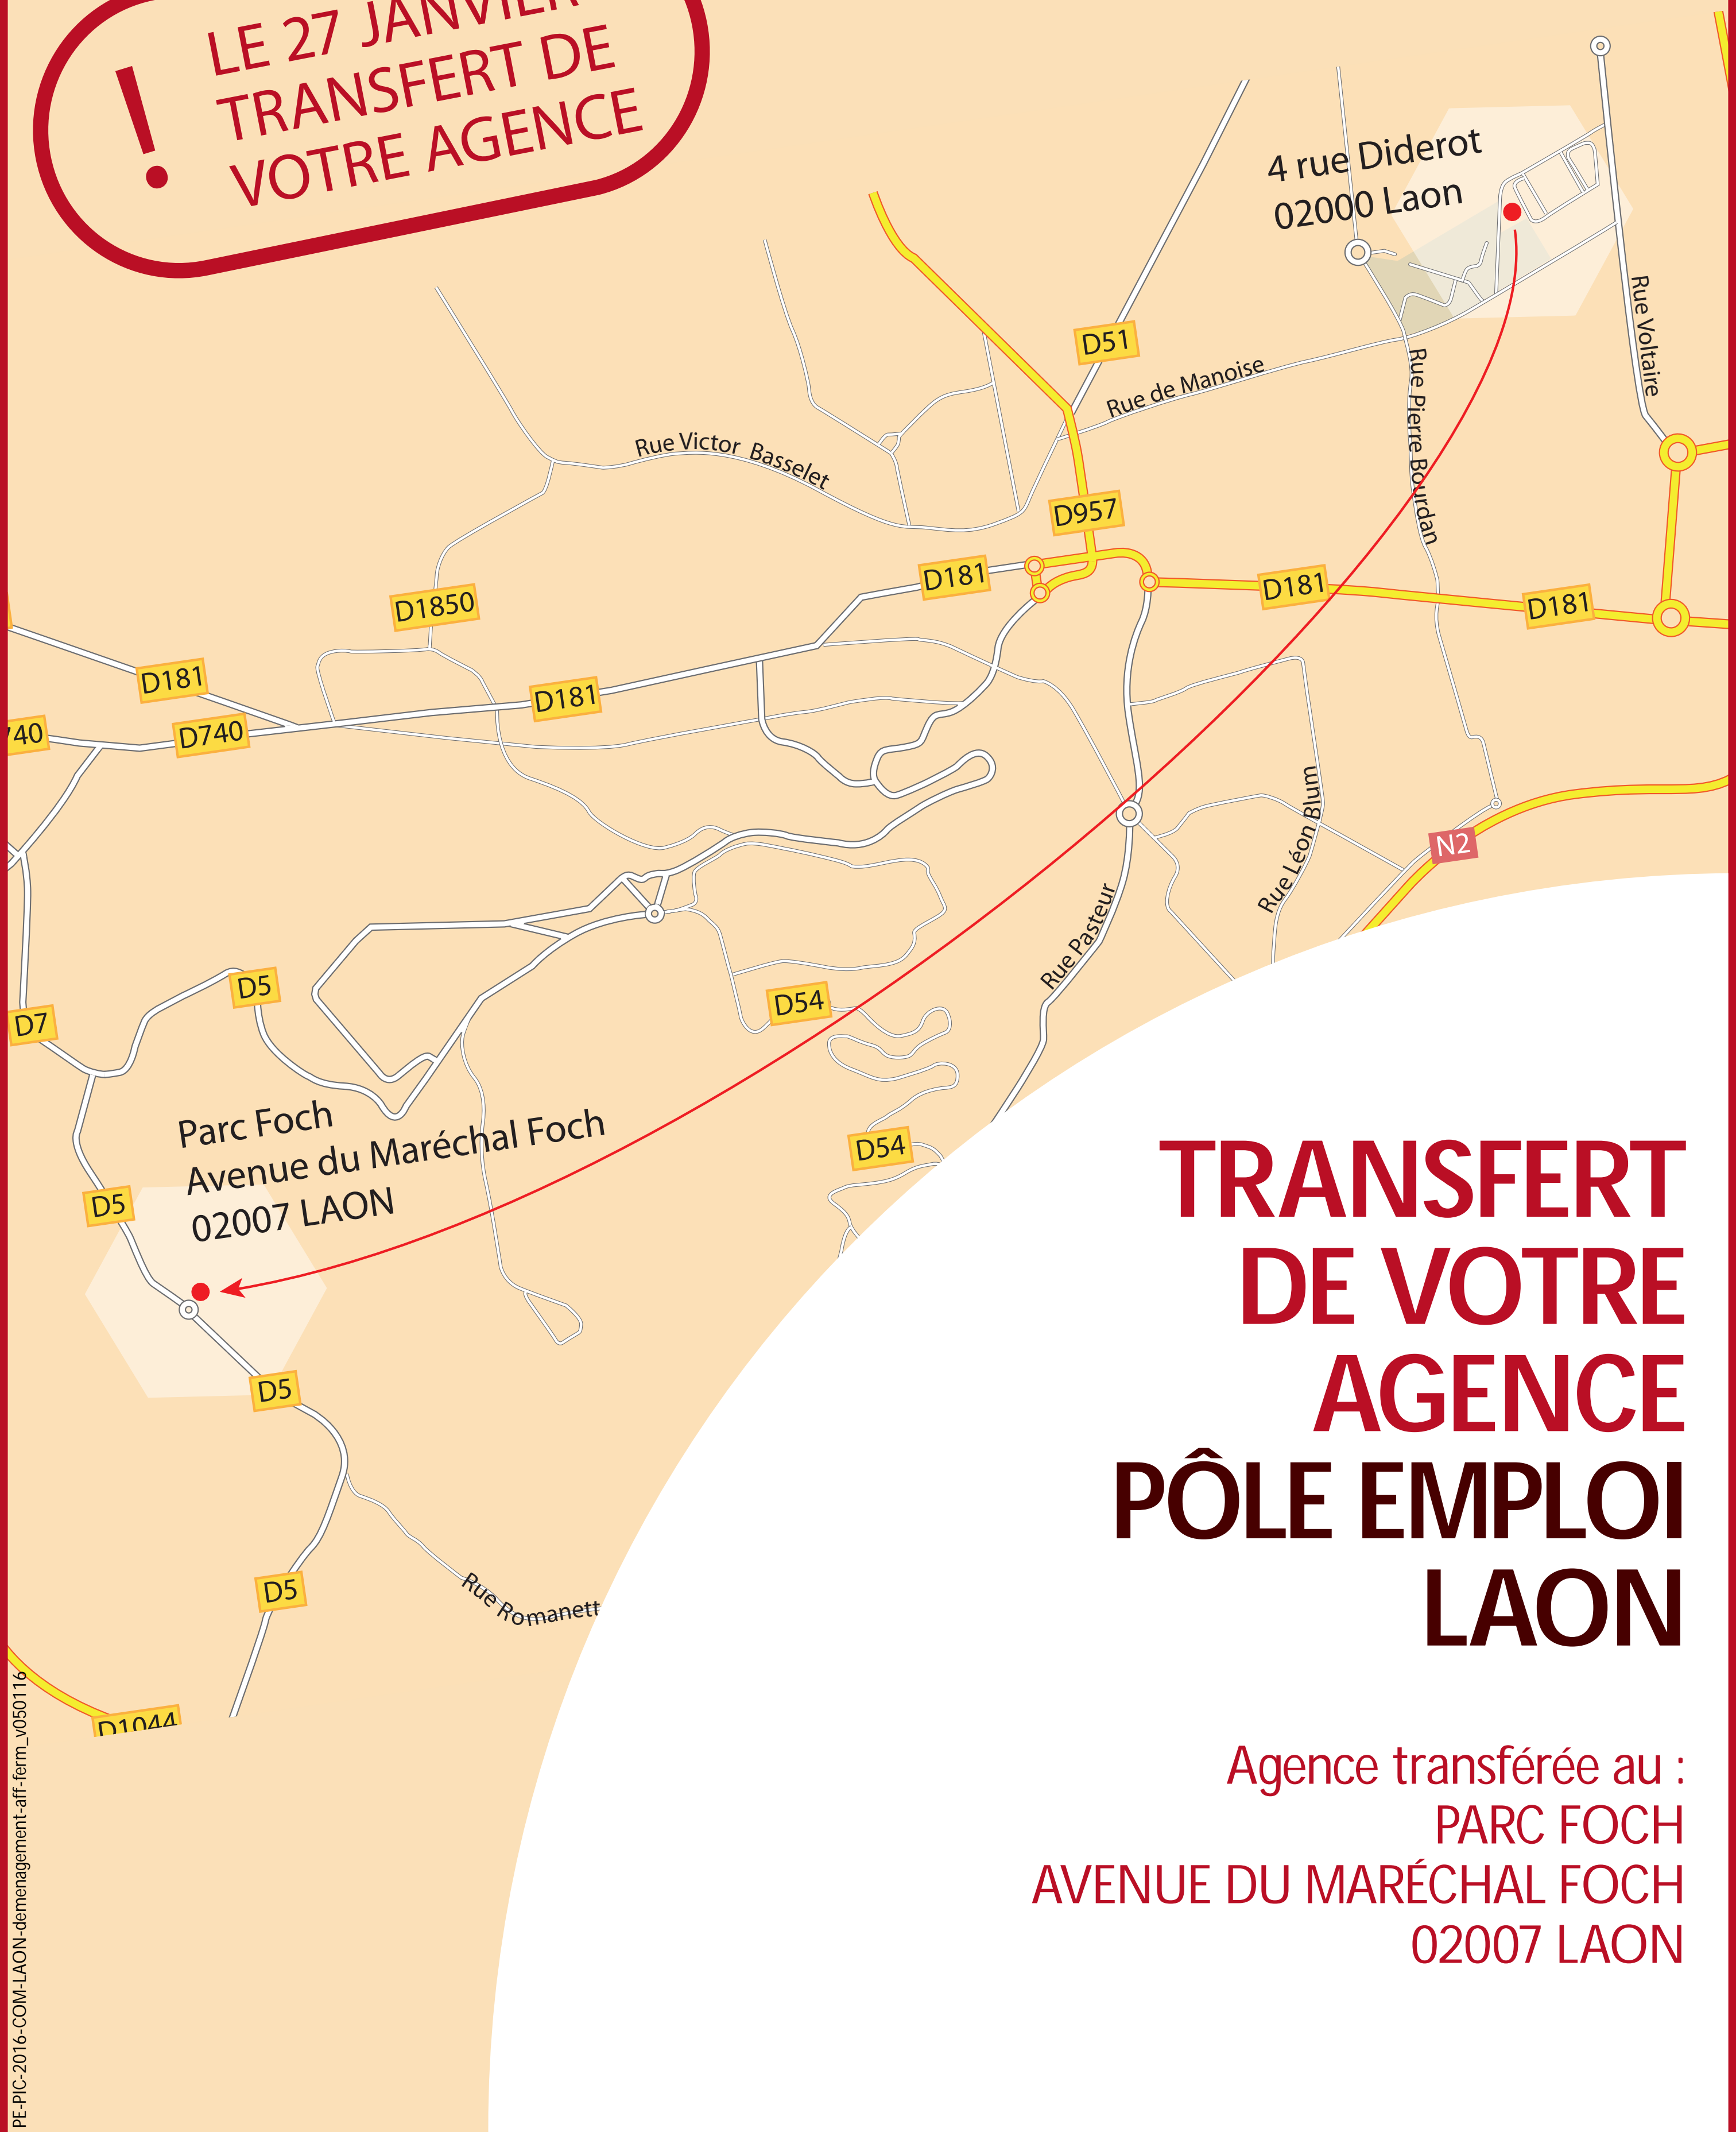 LE 27 JANVIER
TRANSFERT DE
VOTRE AGENCE
!
4 rue Diderot
02000 Laon
Rue Voltaire
D51
Rue de Manoise
Rue Pierre Bourdan
Rue Victor Basselet
D957
D181
D181
D181
D1850
D181
D181
740
D740
Rue Léon Blum
N2
Rue Pasteur
D5
D54
D7
Parc Foch
Avenue du Maréchal Foch
02007 LAON
D54
D5
D5
D5
Rue Romanett
D1044
TRANSFERT
DE VOTRE
AGENCE
PÔLE EMPLOI
LAON
Agence transférée au :
PARC FOCH
AVENUE DU MARÉCHAL FOCH
02007 LAON
PE-PIC-2016-COM-LAON-demenagement-aff-ferm_v050116